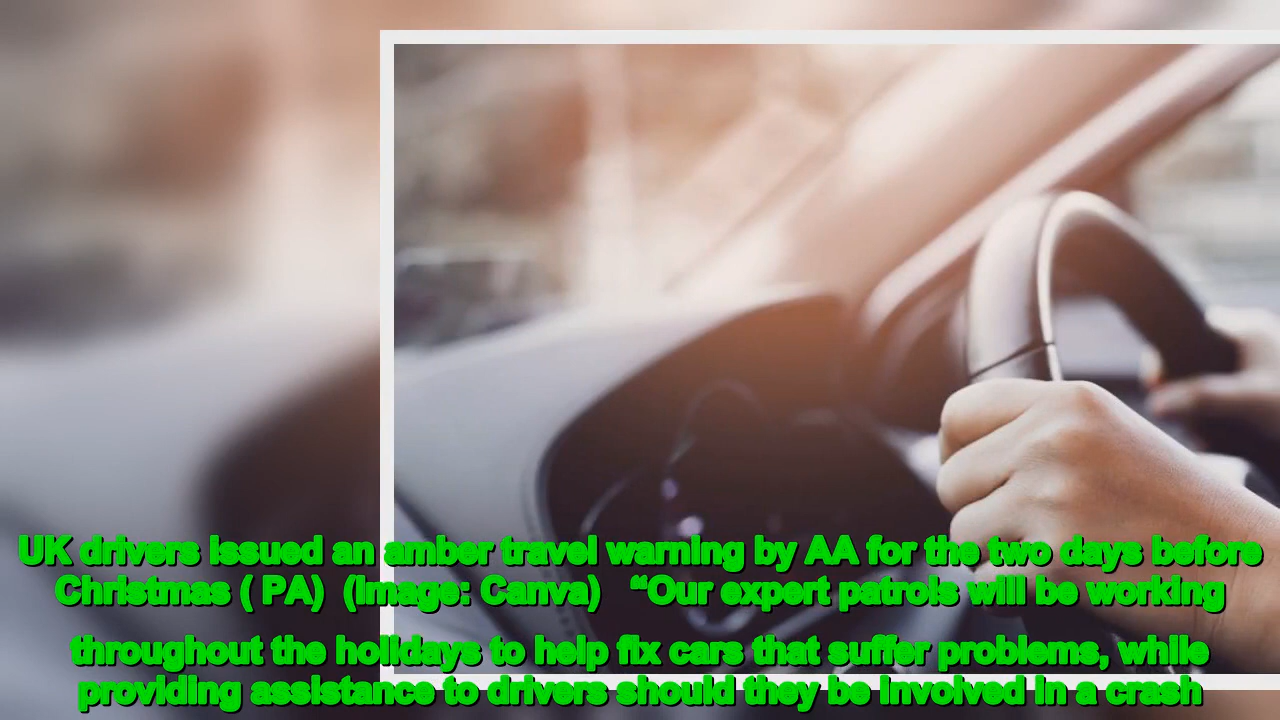 UK drivers issued an amber travel warning by AA for the two days before
Christmas ( PA)  (Image: Canva)   “Our expert patrols will be working
throughout the holidays to help fix cars that suffer problems, while
providing assistance to drivers should they be involved in a crash